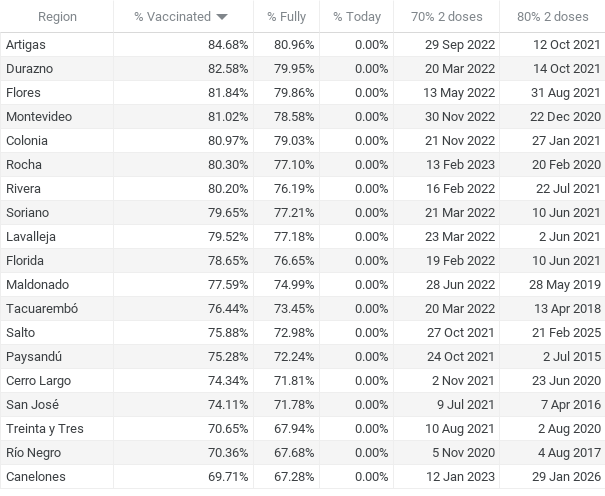 Region % Vaccinated % Fully % Today 70% 2 doses 80% 2 doses
Artigas 84.68% 80.96% 0.00% 29 Sep 2022 12 Oct 2021
Durazno 82.58% 79.95% 0.00% 20 Mar 2022 14 Oct 2021
Flores 81.84% 79.86% 0.00% 13 May 2022 31 Aug 2021
Montevideo 81.02% 78.58% 0.00% 30 Nov 2022 22 Dec 2020
Colonia 80.97% 79.03% 0.00% 21 Nov 2022 27 Jan 2021
Rocha 80.30% 77.10% 0.00% 13 Feb 2023 20 Feb 2020
Rivera 80.20% 76.19% 0.00% 16 Feb 2022 22 Jul 2021
Soriano 79.65% 77.21% 0.00% 21 Mar 2022 10 Jun 2021
Lavalleja 79.52% 77.18% 0.00% 23 Mar 2022 2 Jun 2021
Florida 78.65% 76.65% 0.00% 19 Feb 2022 10 Jun 2021
Maldonado 77.59% 74.99% 0.00% 28 Jun 2022 28 May 2019
Tacuarembó 76.44% 73.45% 0.00% 20 Mar 2022 13 Apr 2018
Salto 75.88% 72.98% 0.00% 27 Oct 2021 21 Feb 2025
Paysandú 75.28% 72.24% 0.00% 24 Oct 2021 2 Jul 2015
Cerro Largo 74.34% 71.81% 0.00% 2 Nov 2021 23 Jun 2020
San José 74.11% 71.78% 0.00% 9 Jul 2021 7 Apr 2016
Treinta y Tres 70.65% 67.94% 0.00% 10 Aug 2021 2 Aug 2020
Río Negro 70.36% 67.68% 0.00% 5 Nov 2020 4 Aug 2017
Canelones 69.71% 67.28% 0.00% 12 Jan 2023 29 Jan 2026